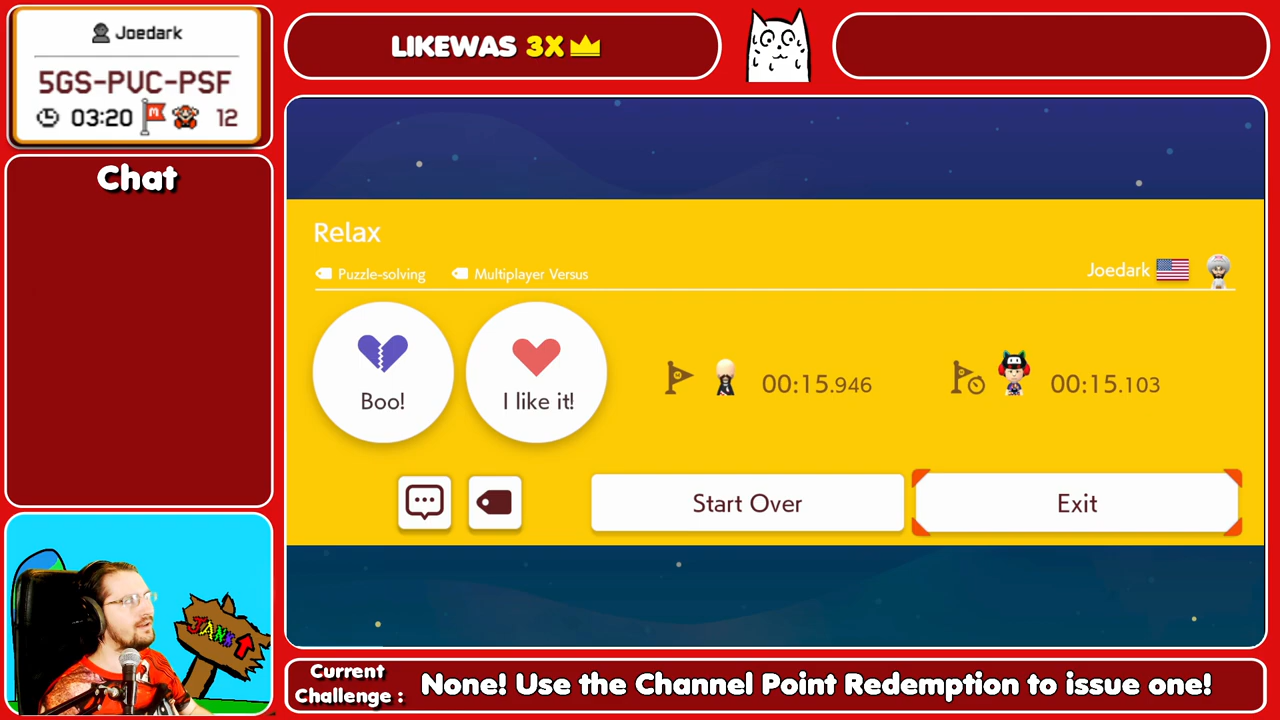 Joedark
5GS-PVC-PSF
03:20 M 12
LIKEWAS 3X
Chat
Relax
Puzzle-solving Multiplayer Versus
Joedark
Boo!
I like it!
00:15.946
00:15.103
Start Over
Exit
JANK
Current
Challenge :
None! Use the Channel Point Redemption to issue one!